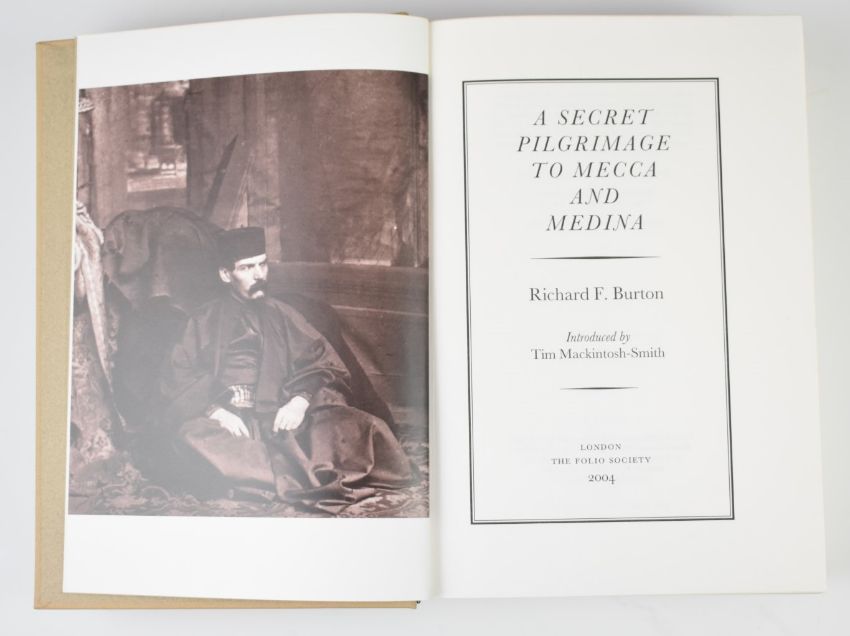 A SECRET
PILGRIMAGE
TO MECCA
AND
MEDINA
Richard F. Burton
Introduced by
Tim Mackintosh-Smith
LONDON
THE FOLIO SOCIETY
2004